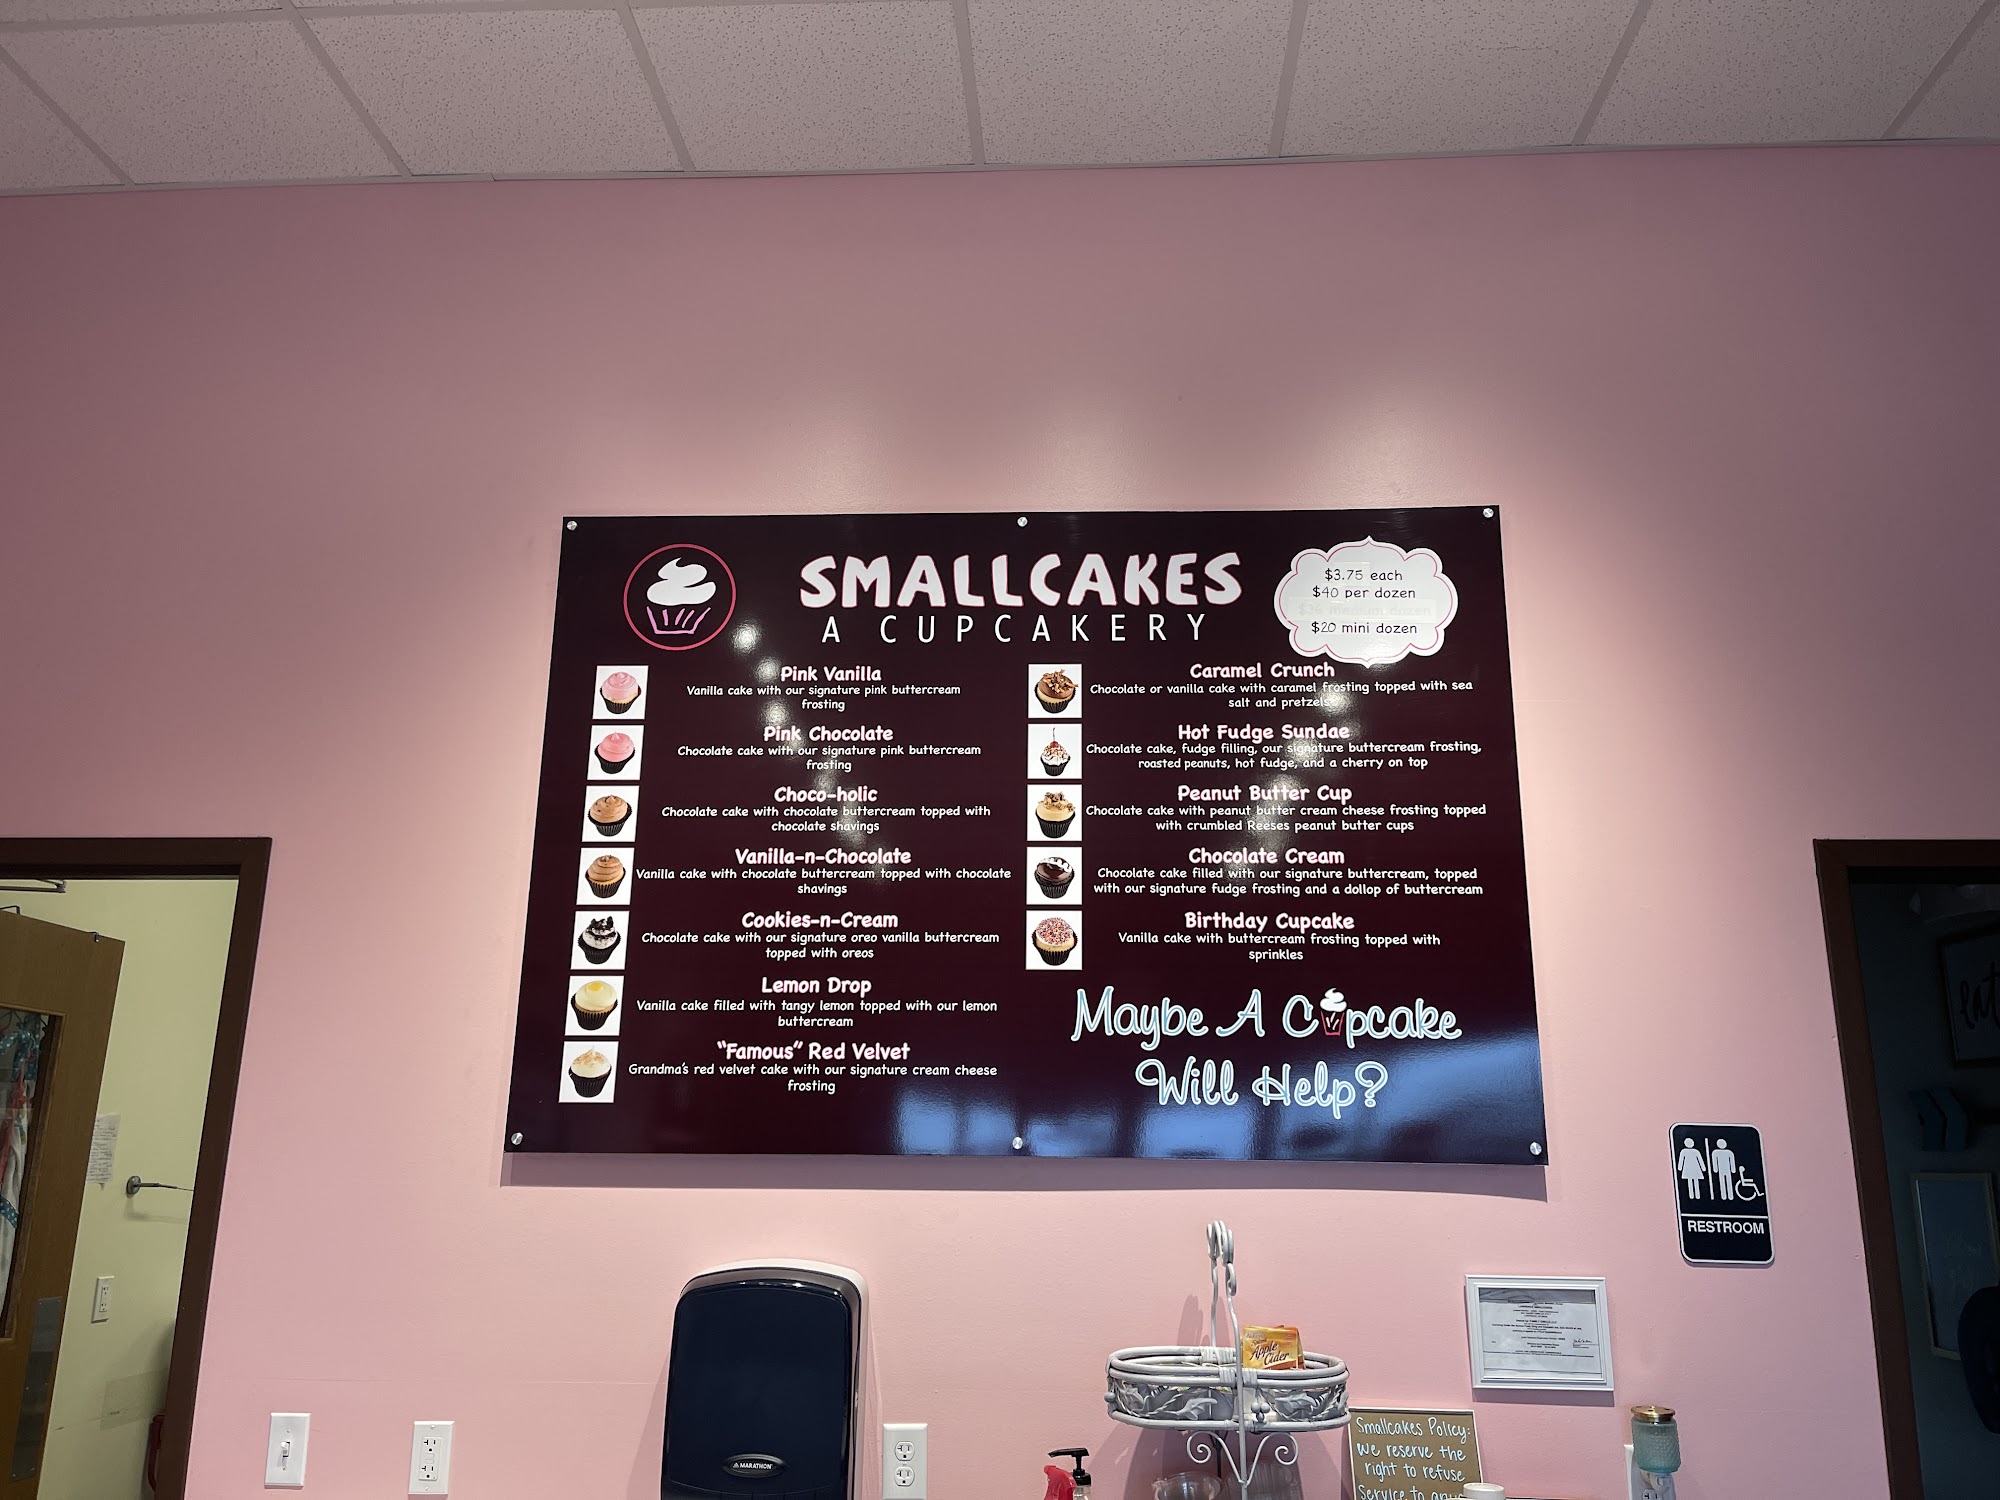 SMALLCAKES
A CUPCAKERY
$3.75 each
$40 per dozen
$36 medium dozen
$20 mini dozen
Pink Vanilla
Vanilla cake with our signature pink buttercream
frosting
Pink Chocolate
Chocolate cake with our signature pink buttercream
frosting
Choco-holic
Chocolate cake with chocolate buttercream topped with
chocolate shavings
Vanilla-n-Chocolate
Vanilla cake with chocolate buttercream topped with chocolate
shavings
Cookies-n-Cream
Chocolate cake with our signature oreo vanilla buttercream
topped with oreos
Lemon Drop
Vanilla cake filled with tangy lemon topped with our lemon
buttercream
"Famous" Red Velvet
Grandma's red velvet cake with our signature cream cheese
frosting
Caramel Crunch
Chocolate or vanilla cake with caramel frosting topped with sea
salt and pretzels
Hot Fudge Sundae
Chocolate cake, fudge filling, our signature buttercream frosting,
roasted peanuts, hot fudge, and a cherry on top
Peanut Butter Cup
Chocolate cake with peanut butter cream cheese frosting topped
with crumbled Reeses peanut butter cups
Chocolate Cream
Chocolate cake filled with our signature buttercream, topped
with our signature fudge frosting and a dollop of buttercream
Birthday Cupcake
Vanilla cake with buttercream frosting topped with
sprinkles
Maybe A Cupcake
Will Help?
RESTROOM
MARATHON
Apple
Cider
Smallcakes Policy:
We reserve the
right to refuse
Service to